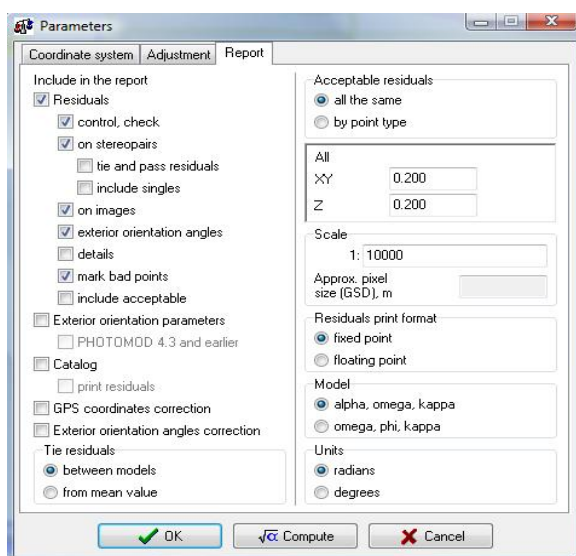 Parameters
Coordinate system Adjustment Report
Include in the report
Residuals
control, check
on stereopairs
tie and pass residuals
include singles
on images
exterior orientation angles
details
mark bad points
include acceptable
Exterior orientation parameters
PHOTOMOD 4.3 and earlier
Catalog
print residuals
GPS coordinates correction
Exterior orientation angles correction
Tie residuals
between models
from mean value
Acceptable residuals
all the same
by point type
All
XY 0.200
Z 0.200
Scale
1: 10000
Approx. pixel
size (GSD), m
Residuals print format
fixed point
floating point
Model
alpha, omega, kappa
omega, phi, kappa
Units
radians
degrees
OK √α Compute Cancel